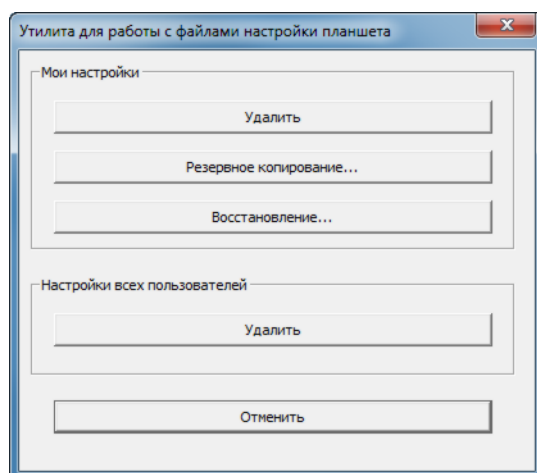 Утилита для работы с файлами настройки планшета
Мои настройки
Удалить
Резервное копирование...
Восстановление...
Настройки всех пользователей
Удалить
Отменить